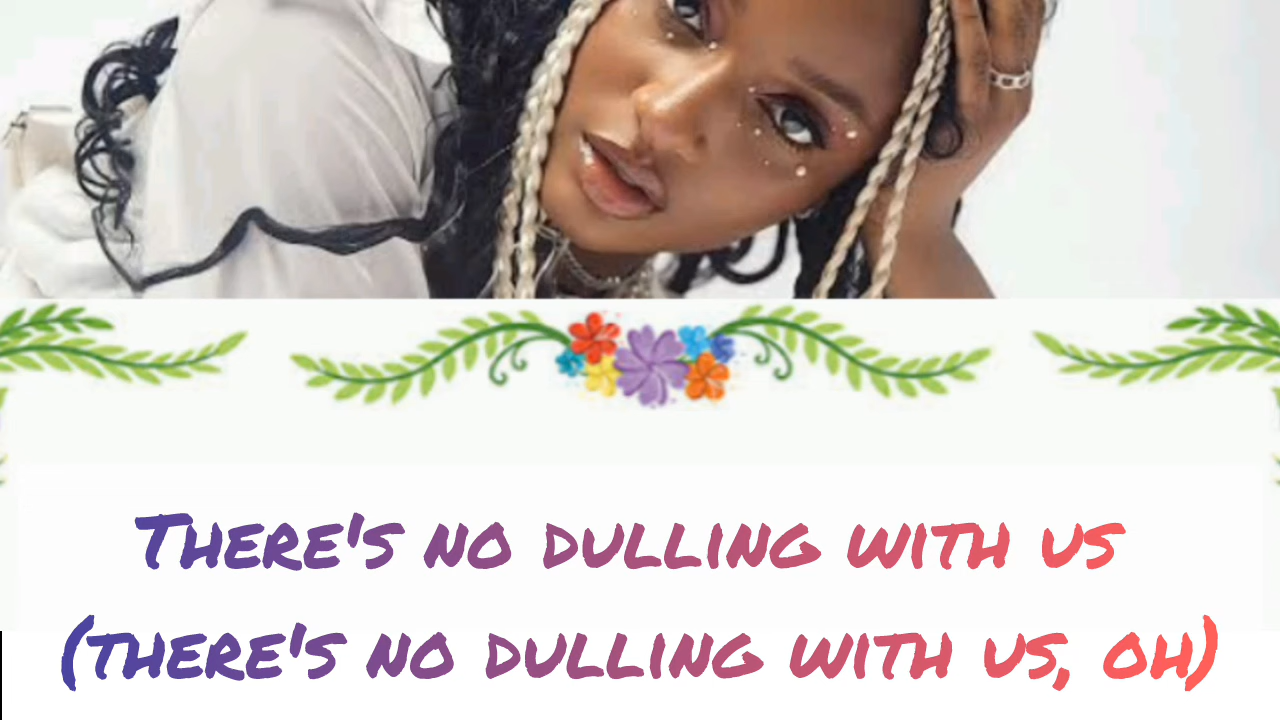 There's no dulling with us
(there's no dulling with us, oh)